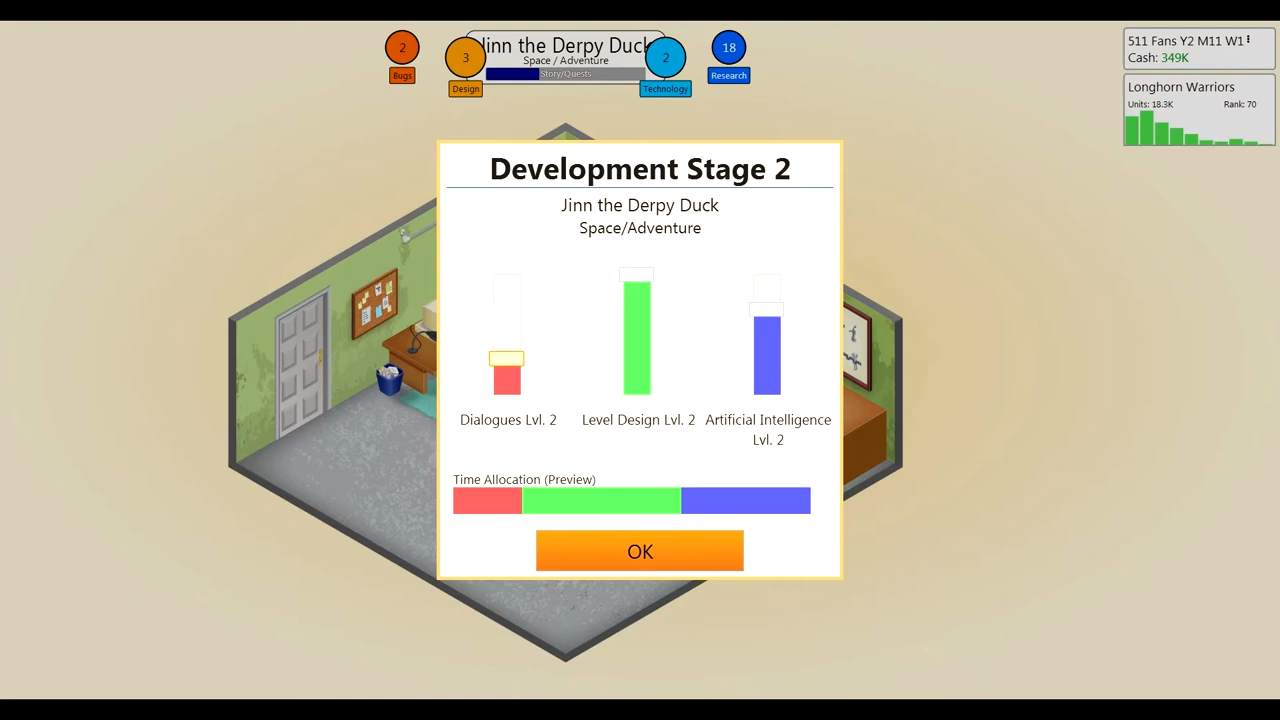 2
Bugs
3
Design
Jinn the Derpy Duck
Space / Adventure
Story/Quests
2
Technology
18
Research
511 Fans Y2 M11 W1
Cash: 349K
Longhorn Warriors
Units: 18.3K Rank: 70
Development Stage 2
Jinn the Derpy Duck
Space/Adventure
Dialogues Lvl. 2
Level Design Lvl. 2
Artificial Intelligence
Lvl. 2
Time Allocation (Preview)
OK